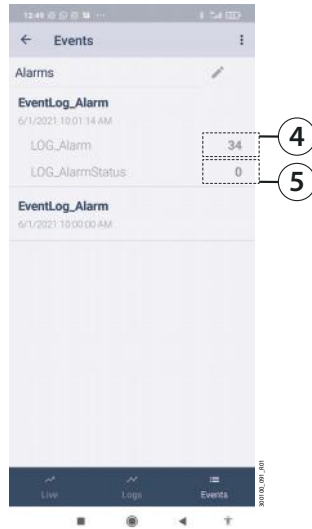 12:49
Events
Alarms
EventLog_Alarm
6/1/2021 10:01:14 AM
LOG_Alarm 34
4
LOG_AlarmStatus 0
5
EventLog_Alarm
6/1/2021 10:00:00 AM
Live Logs Events
300100_091_R01